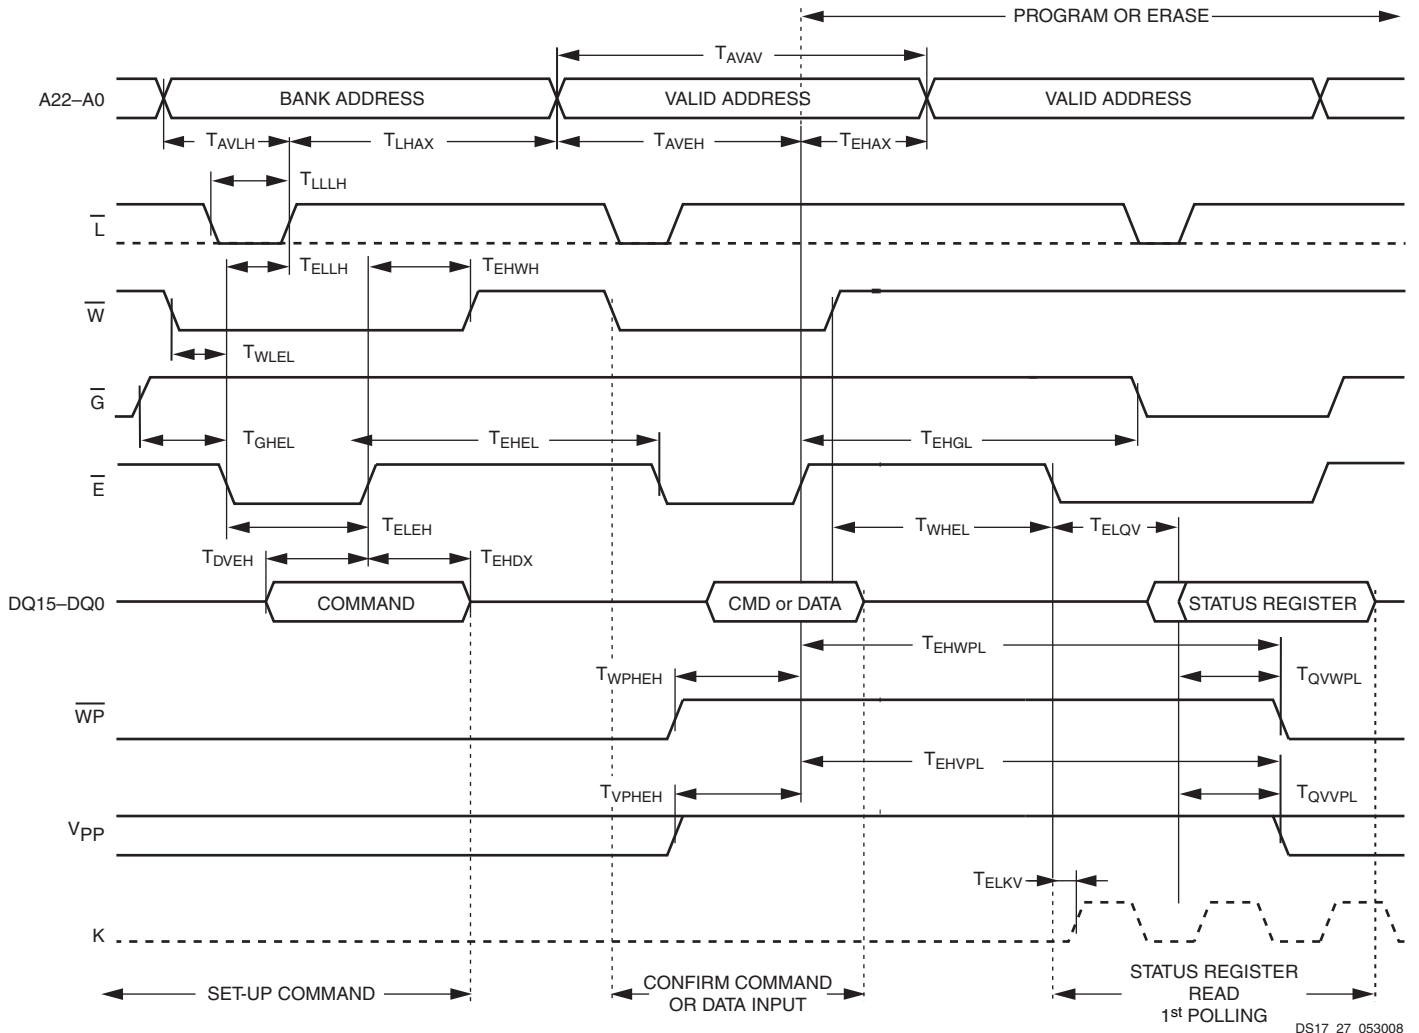 PROGRAM OR ERASE
TAVAV
A22–A0
BANK ADDRESS
VALID ADDRESS
VALID ADDRESS
TAVLH
TLHAX
TAVEH
TEHAX
TLLLH
L
TELLH
TEHWH
W
TWLEL
G
TGHEL
TEHEL
TEHGL
E
TELEH
TWHEL
TELQV
TDVEH
TEHDX
DQ15–DQ0
COMMAND
CMD or DATA
STATUS REGISTER
TEHWPL
TWPHEH
TQVWPL
WP
TEHVPL
TVPHEH
TQVVPL
VPP
TELKV
K
SET-UP COMMAND
CONFIRM COMMAND
OR DATA INPUT
STATUS REGISTER
READ
1st POLLING
DS17_27_053008